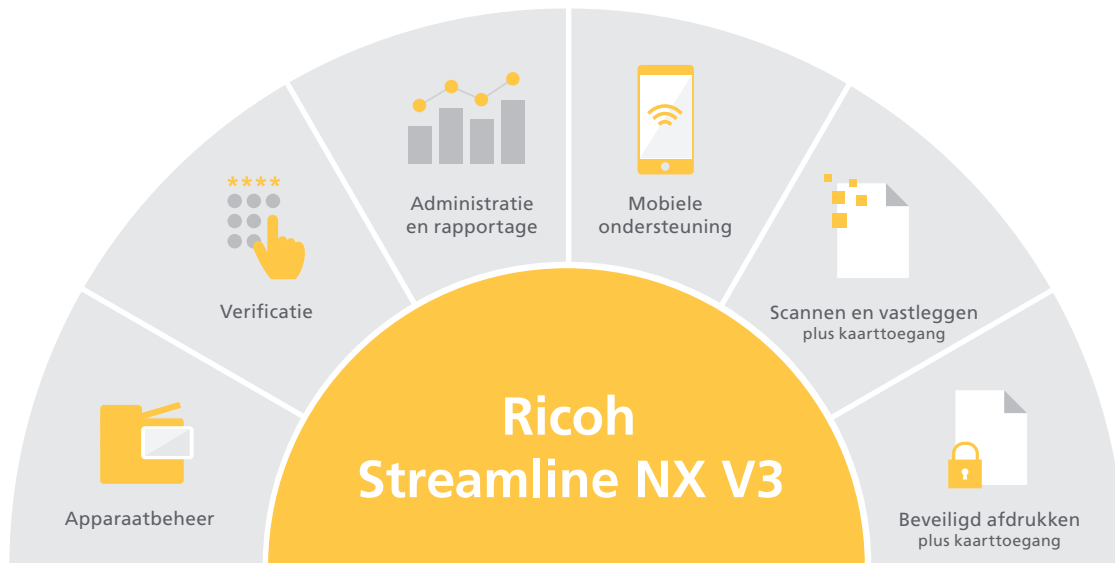 Apparaatbeheer
****
Verificatie
Administratie
en rapportage
Mobiele
ondersteuning
Scannen en vastleggen
plus kaarttoegang
Beveiligd afdrukken
plus kaarttoegang
Ricoh
Streamline NX V3